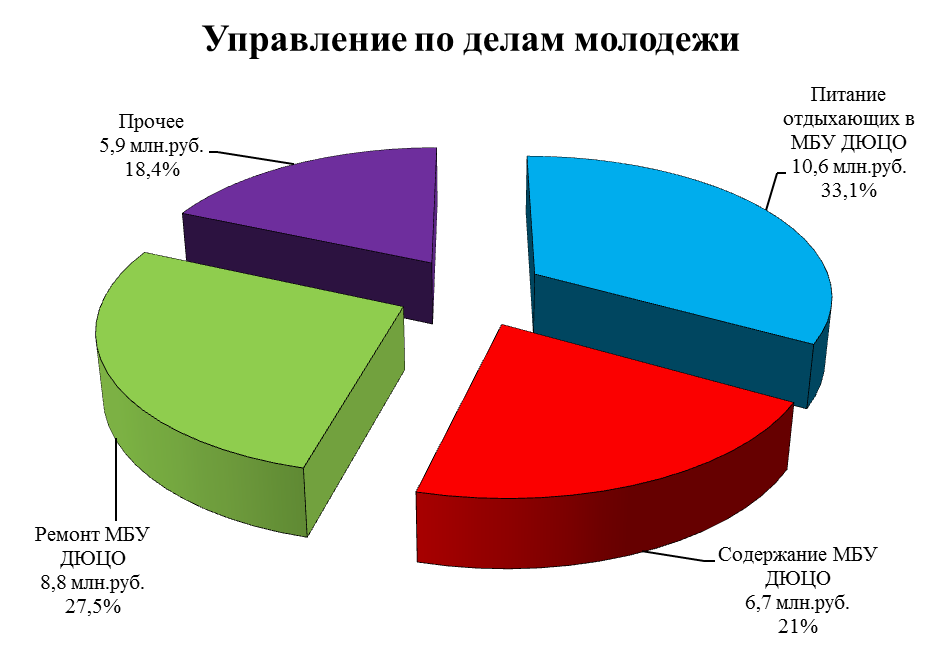 Управление по делам молодежи
Питание
отдыхающих в
МБУ ДЮЦО
10,6 млн.руб.
33,1%
Прочее
5,9 млн.руб.
18,4%
Ремонт МБУ
ДЮЦО
8,8 млн.руб.
27,5%
Содержание МБУ
ДЮЦО
6,7 млн.руб.
21%